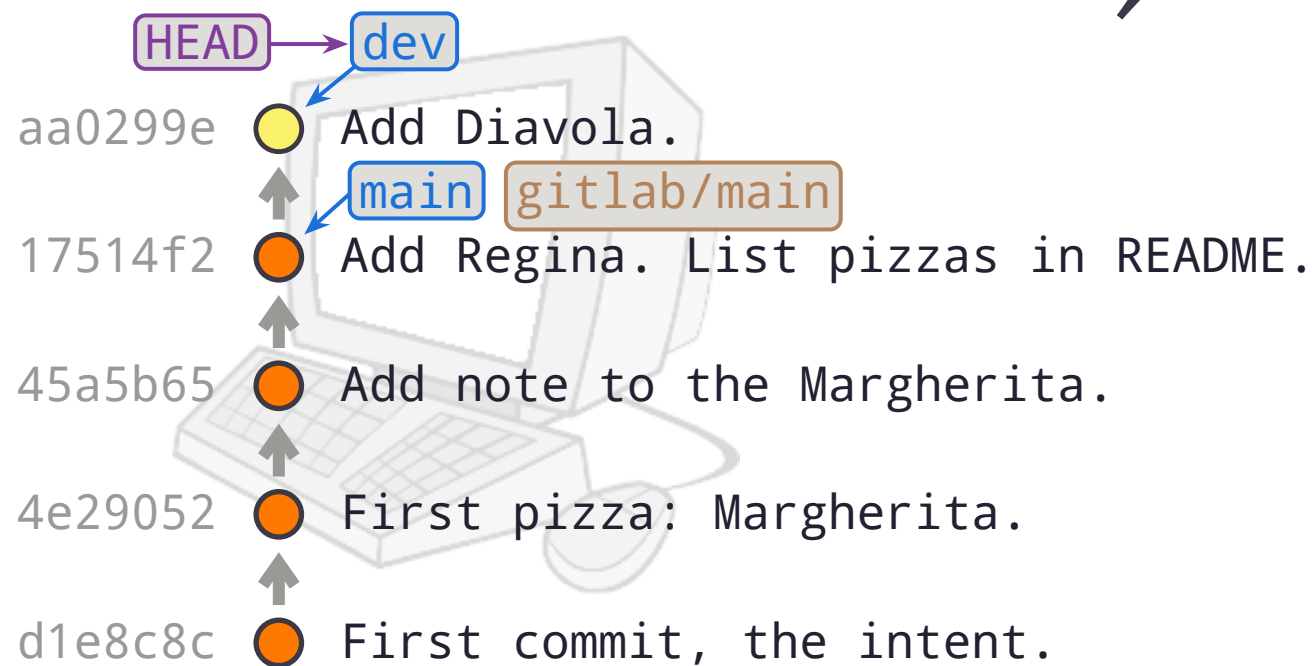 HEAD dev
aa0299e Add Diavola.
main gitlab/main
17514f2 Add Regina. List pizzas in README.
45a5b65 Add note to the Margherita.
4e29052 First pizza: Margherita.
d1e8c8c First commit, the intent.